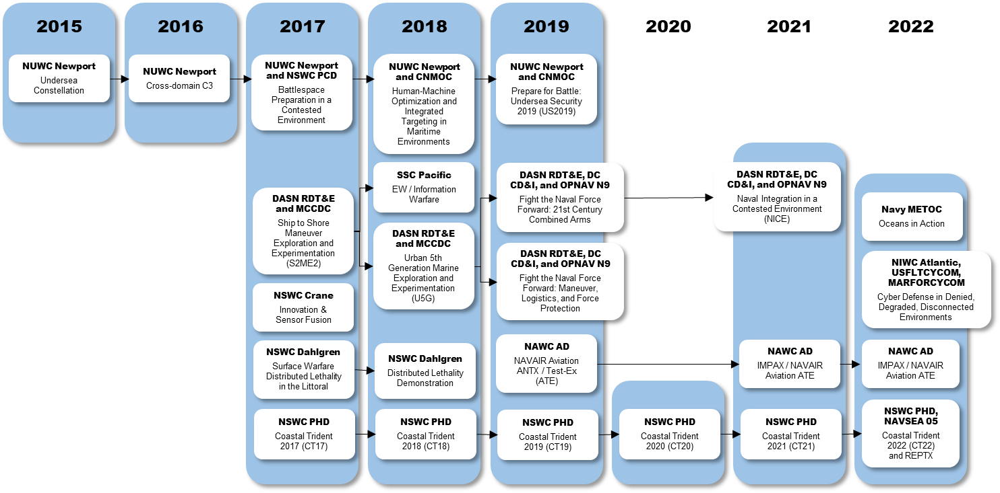 2015
2016
2017
2018
2019
2020
2021
2022
NUWC Newport
Undersea
Constellation
NUWC Newport
Cross-domain C3
NUWC Newport
and NSWC PCD
Battlespace
Preparation in a
Contested
Environment
NUWC Newport
and CNMOC
Human-Machine
Optimization and
Integrated
Targeting in
Maritime
Environments
NUWC Newport
and CNMOC
Prepare for Battle:
Undersea Security
2019 (US2019)
DASN RDT&E
and MCCDC
Ship to Shore
Maneuver
Exploration and
Experimentation
(S2ME2)
SSC Pacific
EW / Information
Warfare
DASN RDT&E
and MCCDC
Urban 5th
Generation Marine
Exploration and
Experimentation
(U5G)
DASN RDT&E, DC
CD&I, and OPNAV N9
Fight the Naval Force
Forward: 21st Century
Combined Arms
DASN RDT&E, DC
CD&I, and OPNAV N9
Fight the Naval Force
Forward: Maneuver,
Logistics, and Force
Protection
DASN RDT&E, DC
CD&I, and OPNAV N9
Naval Integration in a
Contested Environment
(NICE)
Navy METOC
Oceans in Action
NIWC Atlantic,
USFLTCYCOM,
MARFORCYCOM
Cyber Defense in Denied,
Degraded, Disconnected
Environments
NSWC Crane
Innovation &
Sensor Fusion
NSWC Dahlgren
Surface Warfare
Distributed Lethality
in the Littoral
NSWC Dahlgren
Distributed Lethality
Demonstration
NAWC AD
NAVAIR Aviation
ANTX / Test-Ex
(ATE)
NAWC AD
IMPAX / NAVAIR
Aviation ATE
NAWC AD
IMPAX / NAVAIR
Aviation ATE
NSWC PHD
Coastal Trident
2017 (CT17)
NSWC PHD
Coastal Trident
2018 (CT18)
NSWC PHD
Coastal Trident
2019 (CT19)
NSWC PHD
Coastal Trident
2020 (CT20)
NSWC PHD
Coastal Trident
2021 (CT21)
NSWC PHD,
NAVSEA 05
Coastal Trident
2022 (CT22)
and REPTX